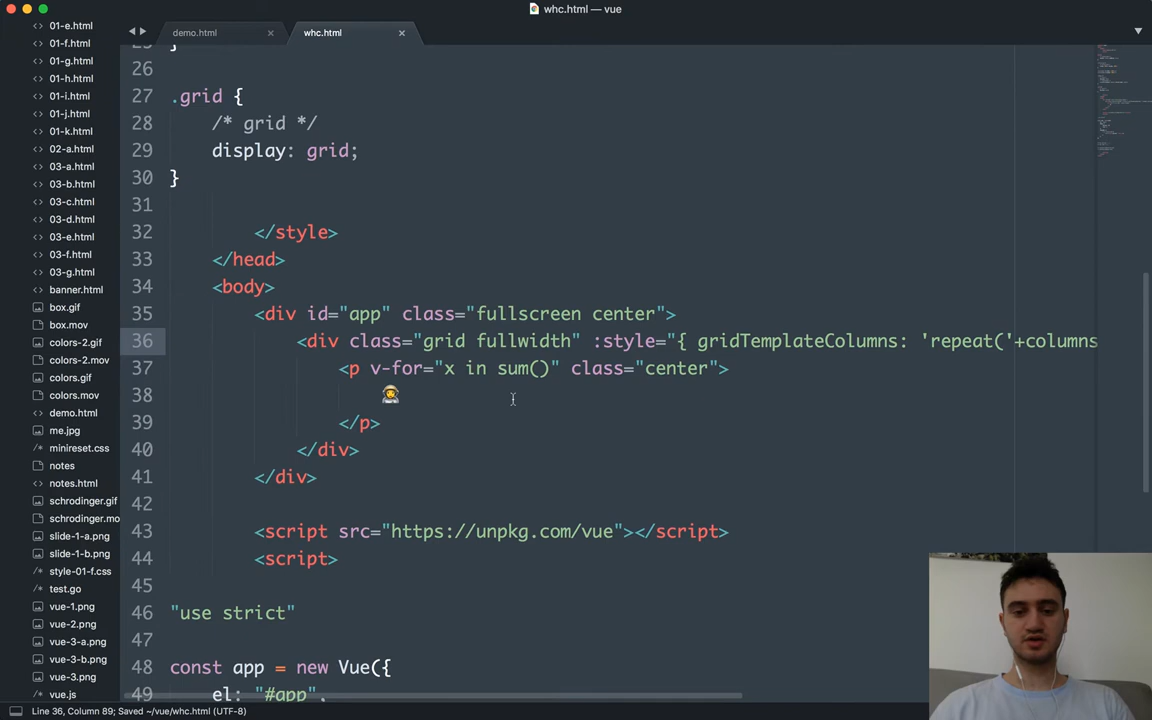 whc.html — vue
01-e.html
01-f.html
01-g.html
01-h.html
01-i.html
01-j.html
01-k.html
02-a.html
03-a.html
03-b.html
03-c.html
03-d.html
03-e.html
03-f.html
03-g.html
banner.html
box.gif
box.mov
colors-2.gif
colors-2.mov
colors.gif
colors.mov
demo.html
me.jpg
minireset.css
notes
notes.html
schrodinger.gif
schrodinger.mo
slide-1-a.png
slide-1-b.png
style-01-f.css
test.go
vue-1.png
vue-2.png
vue-3-a.png
vue-3-b.png
vue-3.png
vue.js
demo.html
whc.html
25 }
26
27 .grid {
28 /* grid */
29 display: grid;
30 }
31
32 </style>
33 </head>
34 <body>
35 <div id="app" class="fullscreen center">
36 <div class="grid fullwidth" :style="{ gridTemplateColumns: 'repeat('+columns
37 <p v-for="x in sum()" class="center">
38 👩‍🚀
39 </p>
40 </div>
41 </div>
42
43 <script src="https://unpkg.com/vue"></script>
44 <script>
45
46 "use strict"
47
48 const app = new Vue({
49 el: "#app",
Line 36, Column 89; Saved ~/vue/whc.html (UTF-8)